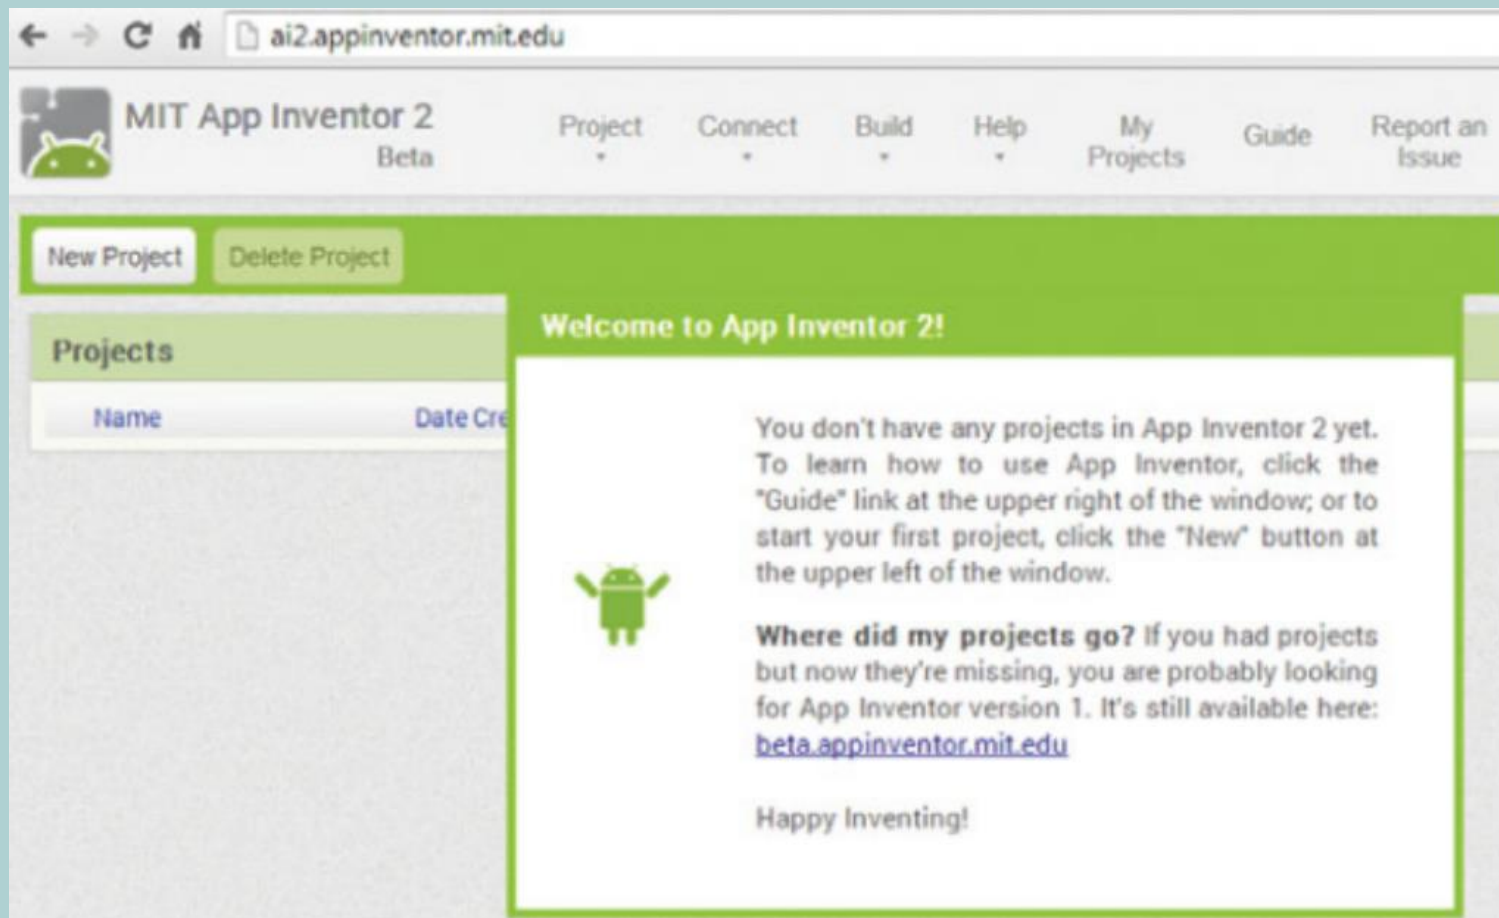 ai2.appinventor.mit.edu
MIT App Inventor 2
Beta
Project
Connect
Build
Help
My
Projects
Guide
Report an
Issue
New Project
Delete Project
Projects
Name
Date Cre
Welcome to App Inventor 2!
You don't have any projects in App Inventor 2 yet.
To learn how to use App Inventor, click the
"Guide" link at the upper right of the window; or to
start your first project, click the "New" button at
the upper left of the window.
Where did my projects go? If you had projects
but now they're missing, you are probably looking
for App Inventor version 1. It's still available here:
beta.appinventor.mit.edu
Happy Inventing!